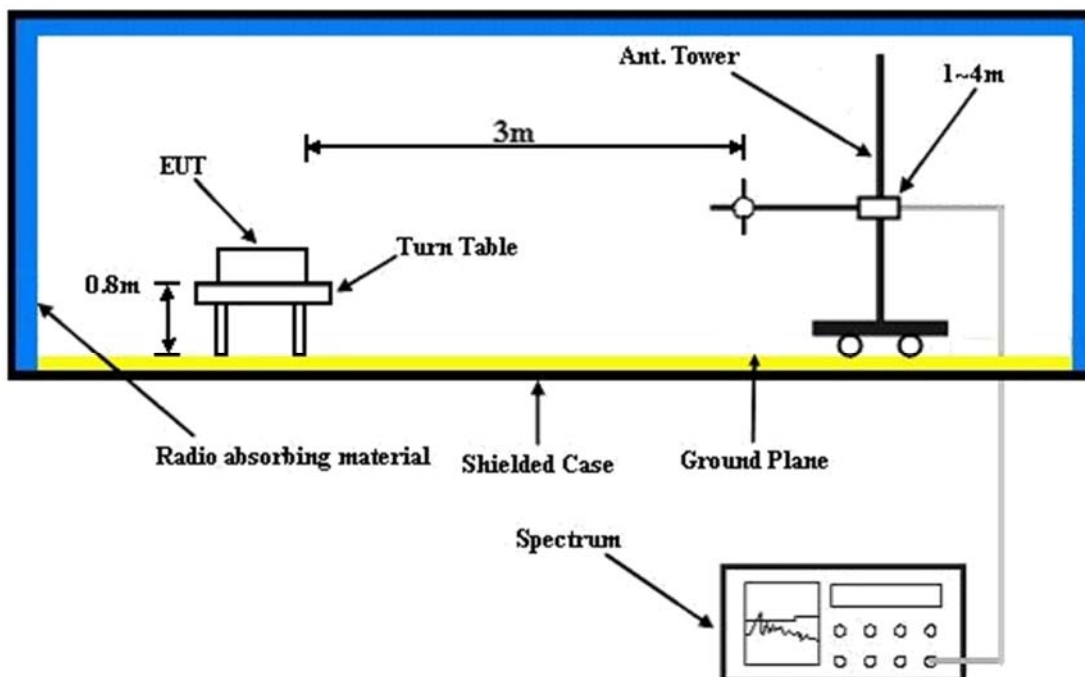 Ant. Tower
1~4m
3m
EUT
Turn Table
0.8m
Radio absorbing material
Shielded Case
Ground Plane
Spectrum